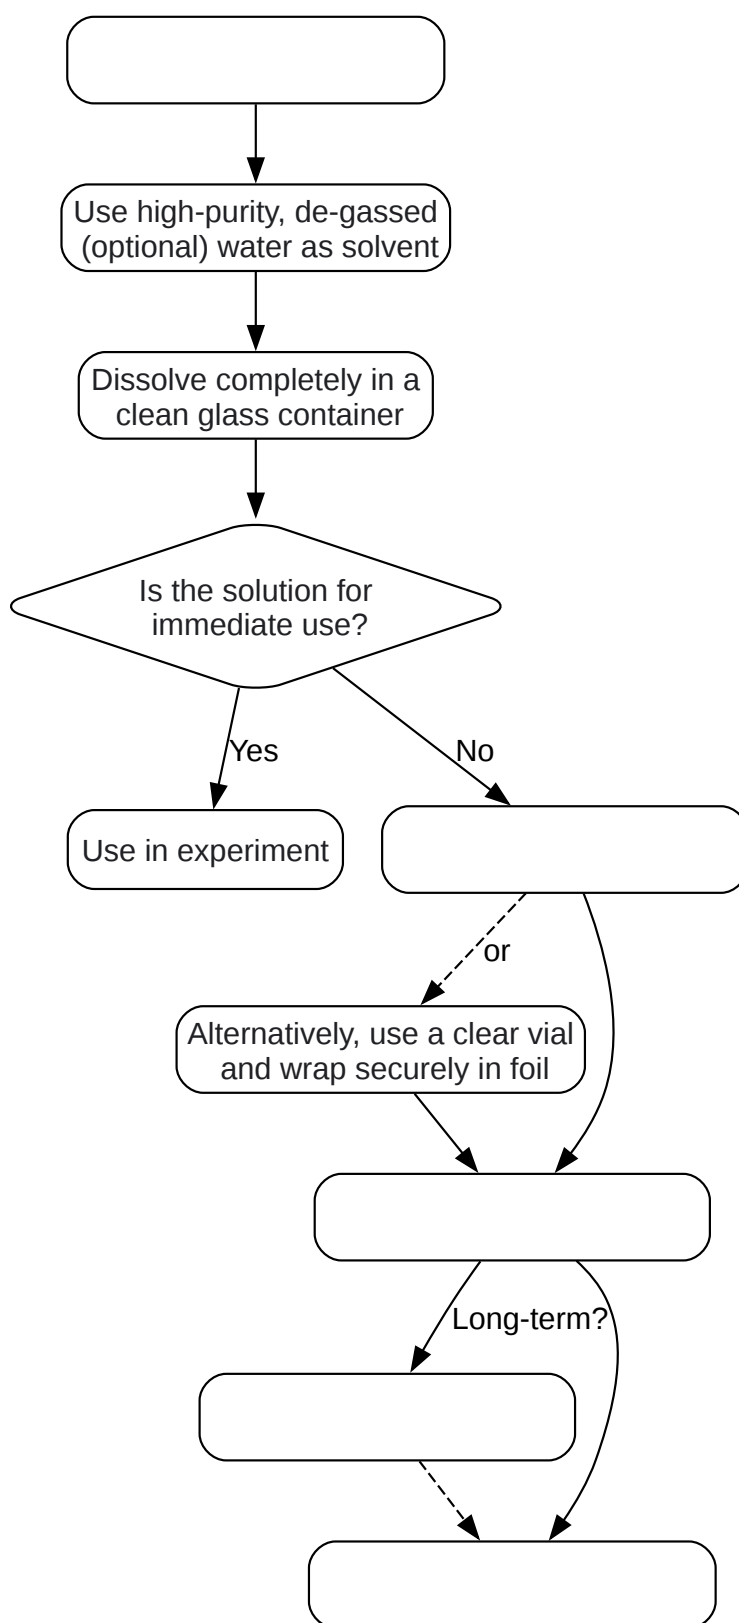 Use high-purity, de-gassed
(optional) water as solvent
Dissolve completely in a
clean glass container
Is the solution for
immediate use?
Yes
No
Use in experiment
or
Alternatively, use a clear vial
and wrap securely in foil
Long-term?